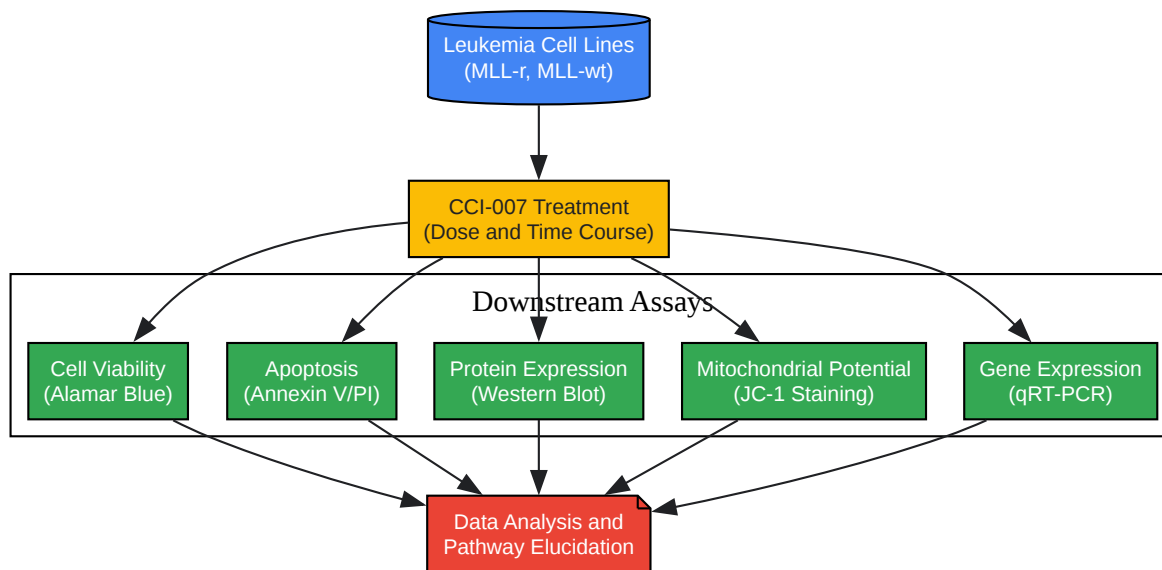 Leukemia Cell Lines
(MLL-r, MLL-wt)
CCI-007 Treatment
(Dose and Time Course)
Downstream Assays
Cell Viability
(Alamar Blue)
Apoptosis
(Annexin V/PI)
Protein Expression
(Western Blot)
Mitochondrial Potential
(JC-1 Staining)
Gene Expression
(qRT-PCR)
Data Analysis and
Pathway Elucidation